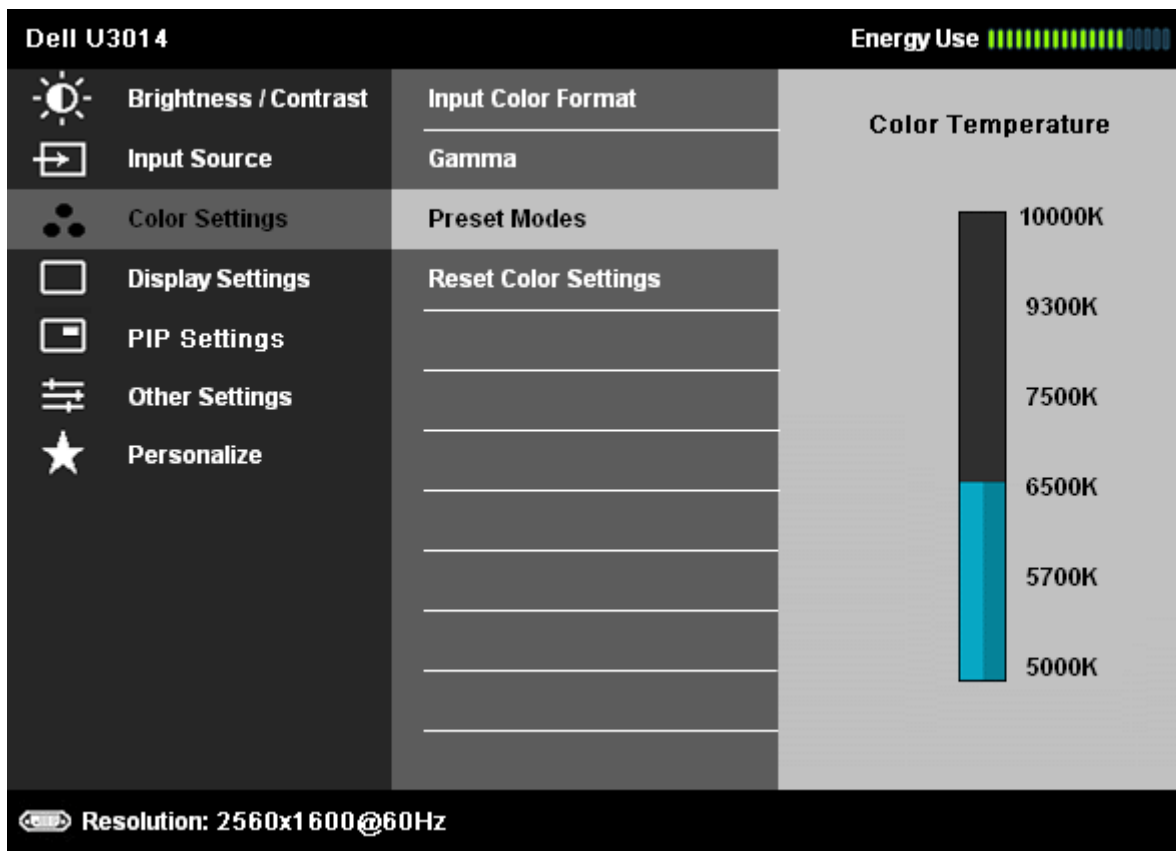 Dell U3014
Energy Use
Brightness / Contrast
Input Source
Color Settings
Display Settings
PIP Settings
Other Settings
Personalize
Input Color Format
Gamma
Preset Modes
Reset Color Settings
Color Temperature
10000K
9300K
7500K
6500K
5700K
5000K
Resolution: 2560x1600@60Hz